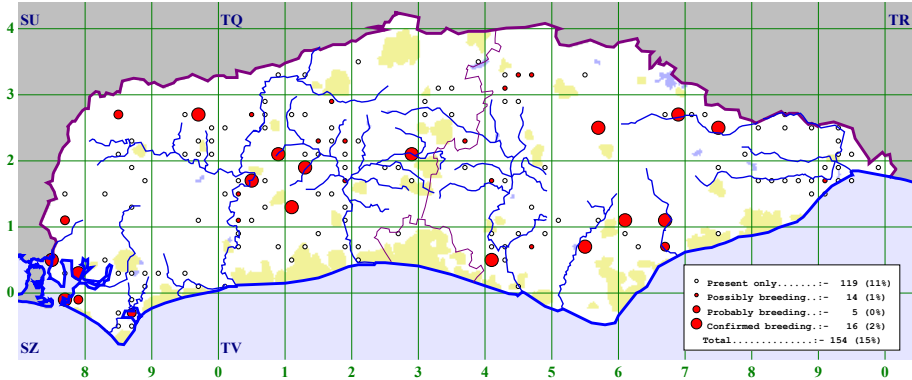 SU TQ TR
4
3
2
1
0
SZ TV
Present only.......:- 119 (11%)
Possibly breeding..:- 14 (1%)
Probably breeding..:- 5 (0%)
Confirmed breeding.:- 16 (2%)
Total.............:- 154 (15%)
8 9 0 1 2 3 4 5 6 7 8 9 0